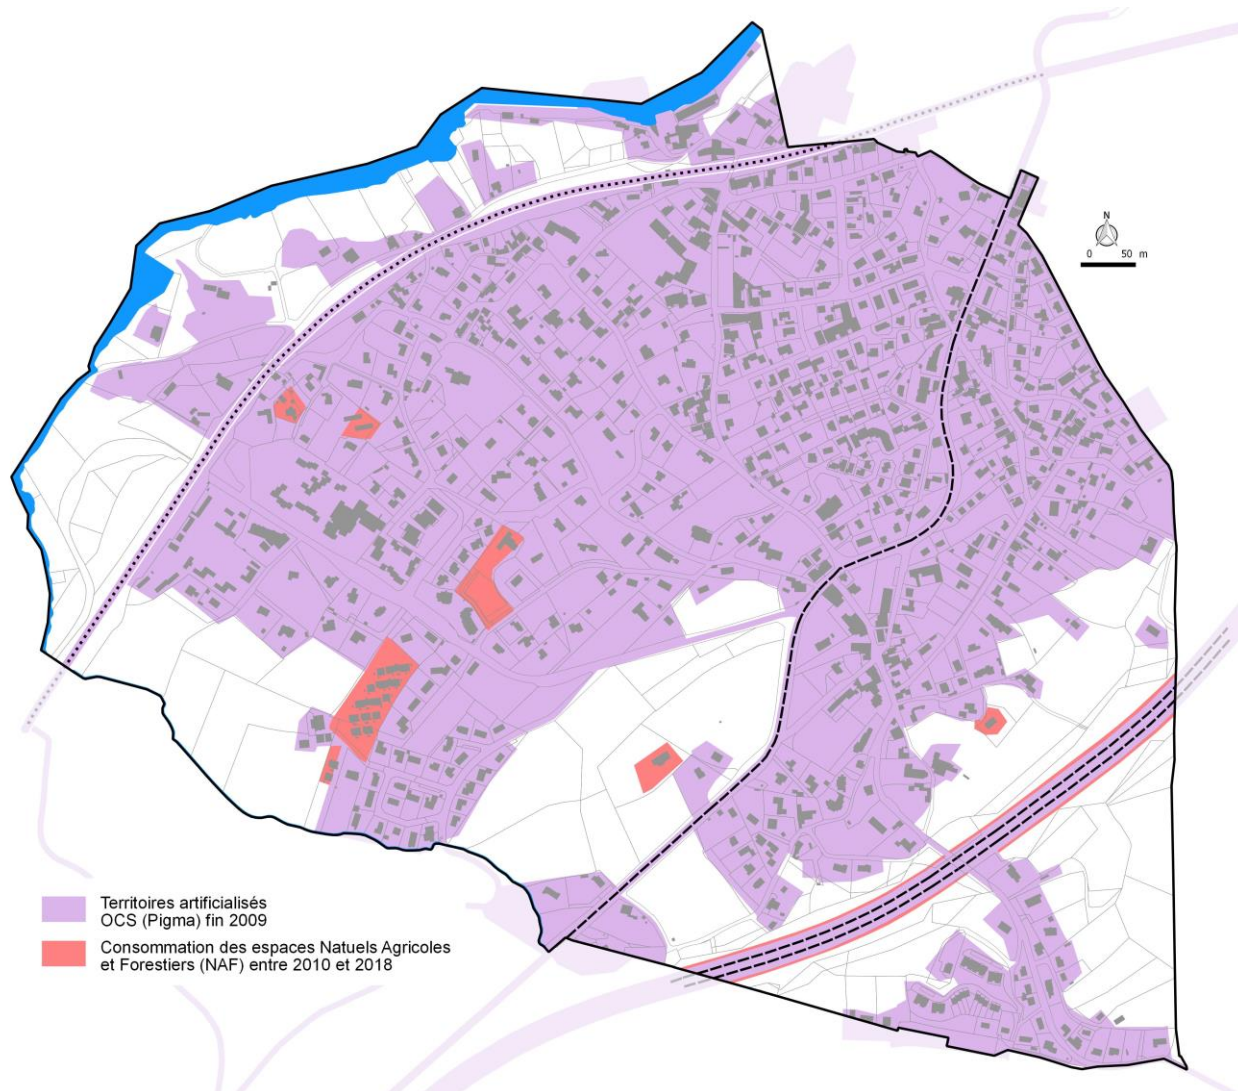 N
0 50 m
Territoires artificialisés
OCS (Pigma) fin 2009
Consommation des espaces Natuels Agricoles
et Forestiers (NAF) entre 2010 et 2018